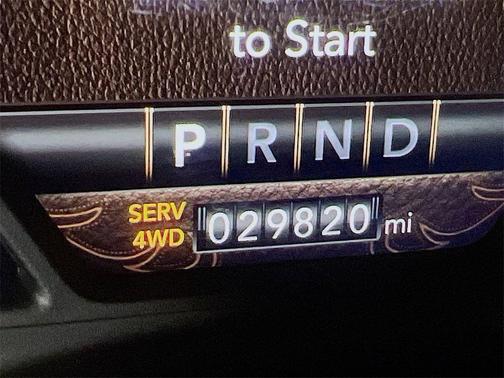 to Start
P R N D
SERV
4WD
029820 mi